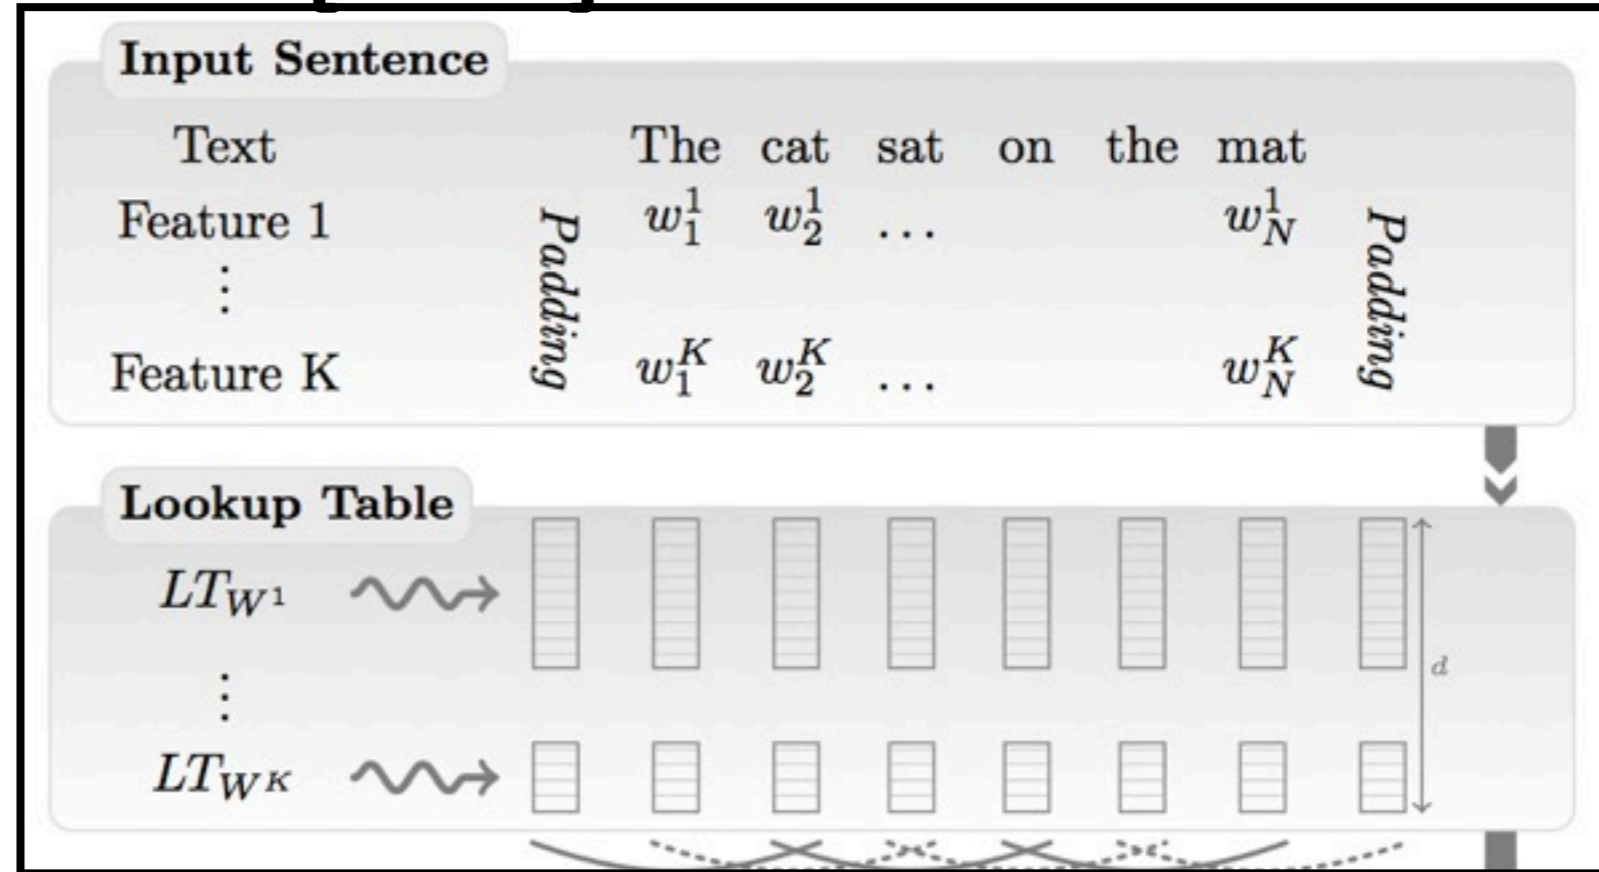 Input Sentence
Text The cat sat on the mat
Feature 1 w_1^1 w_2^1 ... w_N^1
⋮
Padding Padding
Feature K w_1^K w_2^K ... w_N^K
Lookup Table
LT_{W^1}
d
⋮
LT_{W^K}